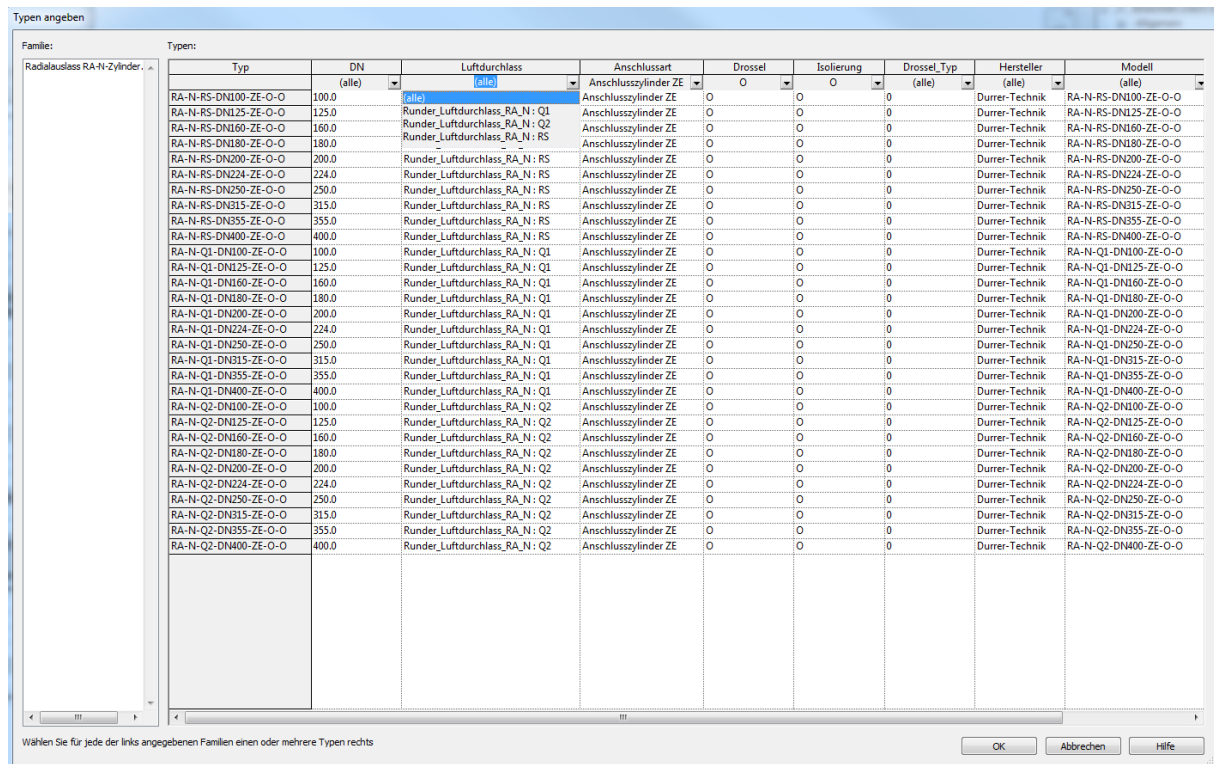 Typen angeben
Familie: Typen:
Radialauslass RA-N-Zylinder. Typ DN Luftdurchlass Anschlussart Drossel Isolierung Drossel_Typ Hersteller Modell
(alle) (alle) Anschlusszylinder ZE O O (alle) (alle) (alle)
RA-N-RS-DN100-ZE-O-O 100.0 (alle) Anschlusszylinder ZE O O 0 Durrer-Technik RA-N-RS-DN100-ZE-O-O
RA-N-RS-DN125-ZE-O-O 125.0 Runder_Luftdurchlass_RA_N : Q1 Anschlusszylinder ZE O O 0 Durrer-Technik RA-N-RS-DN125-ZE-O-O
RA-N-RS-DN160-ZE-O-O 160.0 Runder_Luftdurchlass_RA_N : Q2 Anschlusszylinder ZE O O 0 Durrer-Technik RA-N-RS-DN160-ZE-O-O
RA-N-RS-DN180-ZE-O-O 180.0 Runder_Luftdurchlass_RA_N : RS Anschlusszylinder ZE O O 0 Durrer-Technik RA-N-RS-DN180-ZE-O-O
RA-N-RS-DN200-ZE-O-O 200.0 Runder_Luftdurchlass_RA_N : RS Anschlusszylinder ZE O O 0 Durrer-Technik RA-N-RS-DN200-ZE-O-O
RA-N-RS-DN224-ZE-O-O 224.0 Runder_Luftdurchlass_RA_N : RS Anschlusszylinder ZE O O 0 Durrer-Technik RA-N-RS-DN224-ZE-O-O
RA-N-RS-DN250-ZE-O-O 250.0 Runder_Luftdurchlass_RA_N : RS Anschlusszylinder ZE O O 0 Durrer-Technik RA-N-RS-DN250-ZE-O-O
RA-N-RS-DN315-ZE-O-O 315.0 Runder_Luftdurchlass_RA_N : RS Anschlusszylinder ZE O O 0 Durrer-Technik RA-N-RS-DN315-ZE-O-O
RA-N-RS-DN355-ZE-O-O 355.0 Runder_Luftdurchlass_RA_N : RS Anschlusszylinder ZE O O 0 Durrer-Technik RA-N-RS-DN355-ZE-O-O
RA-N-RS-DN400-ZE-O-O 400.0 Runder_Luftdurchlass_RA_N : RS Anschlusszylinder ZE O O 0 Durrer-Technik RA-N-RS-DN400-ZE-O-O
RA-N-Q1-DN100-ZE-O-O 100.0 Runder_Luftdurchlass_RA_N : Q1 Anschlusszylinder ZE O O 0 Durrer-Technik RA-N-Q1-DN100-ZE-O-O
RA-N-Q1-DN125-ZE-O-O 125.0 Runder_Luftdurchlass_RA_N : Q1 Anschlusszylinder ZE O O 0 Durrer-Technik RA-N-Q1-DN125-ZE-O-O
RA-N-Q1-DN160-ZE-O-O 160.0 Runder_Luftdurchlass_RA_N : Q1 Anschlusszylinder ZE O O 0 Durrer-Technik RA-N-Q1-DN160-ZE-O-O
RA-N-Q1-DN180-ZE-O-O 180.0 Runder_Luftdurchlass_RA_N : Q1 Anschlusszylinder ZE O O 0 Durrer-Technik RA-N-Q1-DN180-ZE-O-O
RA-N-Q1-DN200-ZE-O-O 200.0 Runder_Luftdurchlass_RA_N : Q1 Anschlusszylinder ZE O O 0 Durrer-Technik RA-N-Q1-DN200-ZE-O-O
RA-N-Q1-DN224-ZE-O-O 224.0 Runder_Luftdurchlass_RA_N : Q1 Anschlusszylinder ZE O O 0 Durrer-Technik RA-N-Q1-DN224-ZE-O-O
RA-N-Q1-DN250-ZE-O-O 250.0 Runder_Luftdurchlass_RA_N : Q1 Anschlusszylinder ZE O O 0 Durrer-Technik RA-N-Q1-DN250-ZE-O-O
RA-N-Q1-DN315-ZE-O-O 315.0 Runder_Luftdurchlass_RA_N : Q1 Anschlusszylinder ZE O O 0 Durrer-Technik RA-N-Q1-DN315-ZE-O-O
RA-N-Q1-DN355-ZE-O-O 355.0 Runder_Luftdurchlass_RA_N : Q1 Anschlusszylinder ZE O O 0 Durrer-Technik RA-N-Q1-DN355-ZE-O-O
RA-N-Q1-DN400-ZE-O-O 400.0 Runder_Luftdurchlass_RA_N : Q1 Anschlusszylinder ZE O O 0 Durrer-Technik RA-N-Q1-DN400-ZE-O-O
RA-N-Q2-DN100-ZE-O-O 100.0 Runder_Luftdurchlass_RA_N : Q2 Anschlusszylinder ZE O O 0 Durrer-Technik RA-N-Q2-DN100-ZE-O-O
RA-N-Q2-DN125-ZE-O-O 125.0 Runder_Luftdurchlass_RA_N : Q2 Anschlusszylinder ZE O O 0 Durrer-Technik RA-N-Q2-DN125-ZE-O-O
RA-N-Q2-DN160-ZE-O-O 160.0 Runder_Luftdurchlass_RA_N : Q2 Anschlusszylinder ZE O O 0 Durrer-Technik RA-N-Q2-DN160-ZE-O-O
RA-N-Q2-DN180-ZE-O-O 180.0 Runder_Luftdurchlass_RA_N : Q2 Anschlusszylinder ZE O O 0 Durrer-Technik RA-N-Q2-DN180-ZE-O-O
RA-N-Q2-DN200-ZE-O-O 200.0 Runder_Luftdurchlass_RA_N : Q2 Anschlusszylinder ZE O O 0 Durrer-Technik RA-N-Q2-DN200-ZE-O-O
RA-N-Q2-DN224-ZE-O-O 224.0 Runder_Luftdurchlass_RA_N : Q2 Anschlusszylinder ZE O O 0 Durrer-Technik RA-N-Q2-DN224-ZE-O-O
RA-N-Q2-DN250-ZE-O-O 250.0 Runder_Luftdurchlass_RA_N : Q2 Anschlusszylinder ZE O O 0 Durrer-Technik RA-N-Q2-DN250-ZE-O-O
RA-N-Q2-DN315-ZE-O-O 315.0 Runder_Luftdurchlass_RA_N : Q2 Anschlusszylinder ZE O O 0 Durrer-Technik RA-N-Q2-DN315-ZE-O-O
RA-N-Q2-DN355-ZE-O-O 355.0 Runder_Luftdurchlass_RA_N : Q2 Anschlusszylinder ZE O O 0 Durrer-Technik RA-N-Q2-DN355-ZE-O-O
RA-N-Q2-DN400-ZE-O-O 400.0 Runder_Luftdurchlass_RA_N : Q2 Anschlusszylinder ZE O O 0 Durrer-Technik RA-N-Q2-DN400-ZE-O-O
Wählen Sie für jede der links angegebenen Familien einen oder mehrere Typen rechts
OK Abbrechen Hilfe